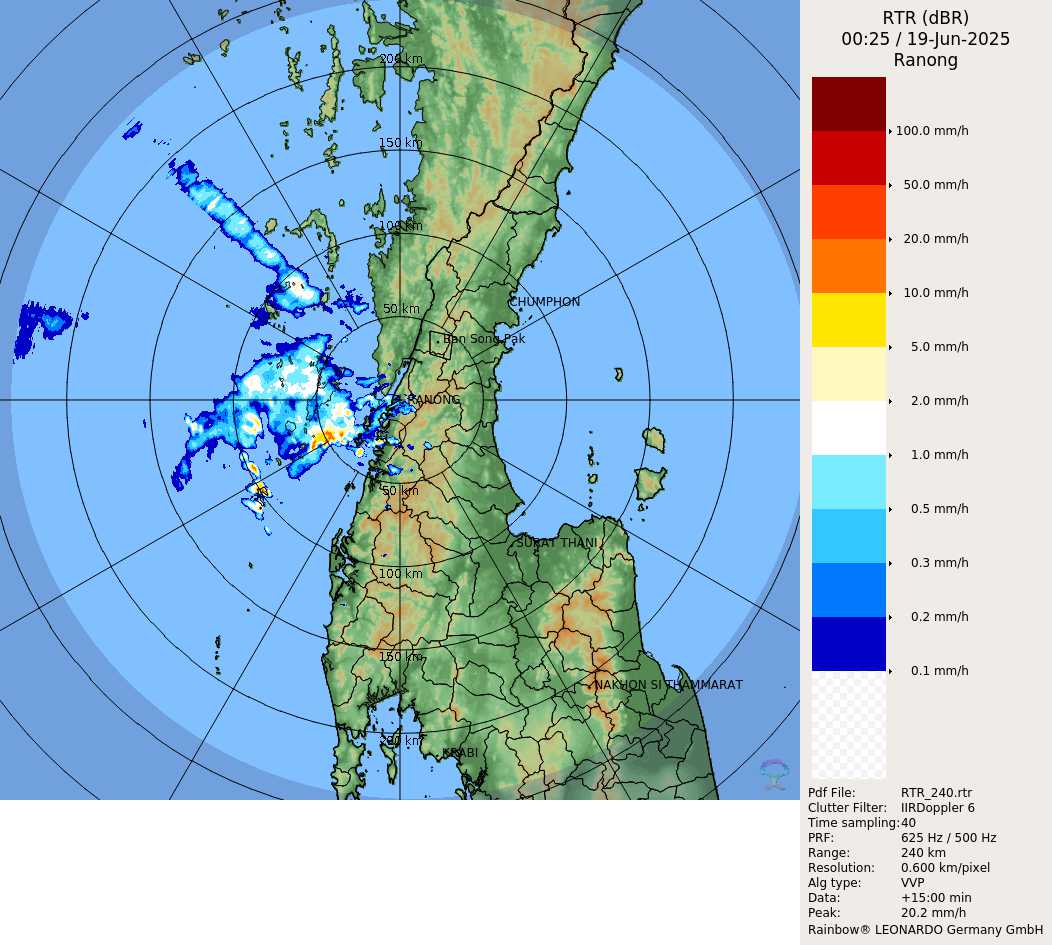 RTR (dBR)
00:25 / 19-Jun-2025
Ranong
200 km
150 km
100 km
50 km
CHUMPHON
Ban Song Pak
RANONG
50 km
SURAT THANI
100 km
150 km
NAKHON SI THAMMARAT
200 km
KRABI
100.0 mm/h
50.0 mm/h
20.0 mm/h
10.0 mm/h
5.0 mm/h
2.0 mm/h
1.0 mm/h
0.5 mm/h
0.3 mm/h
0.2 mm/h
0.1 mm/h
Pdf File: RTR_240.rtr
Clutter Filter: IIRDoppler 6
Time sampling: 40
PRF: 625 Hz / 500 Hz
Range: 240 km
Resolution: 0.600 km/pixel
Alg type: VVP
Data: +15:00 min
Peak: 20.2 mm/h
Rainbow® LEONARDO Germany GmbH